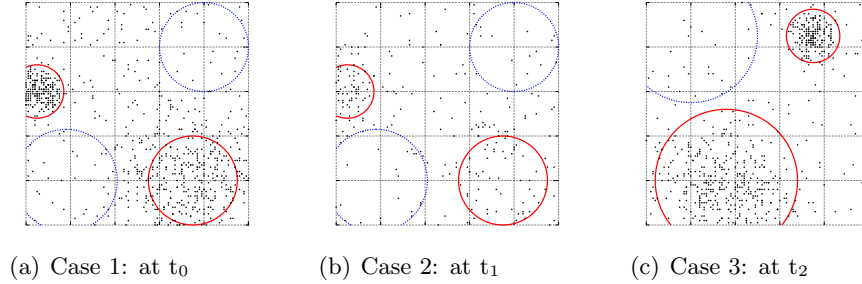 (a) Case 1: at t₀ (b) Case 2: at t₁ (c) Case 3: at t₂